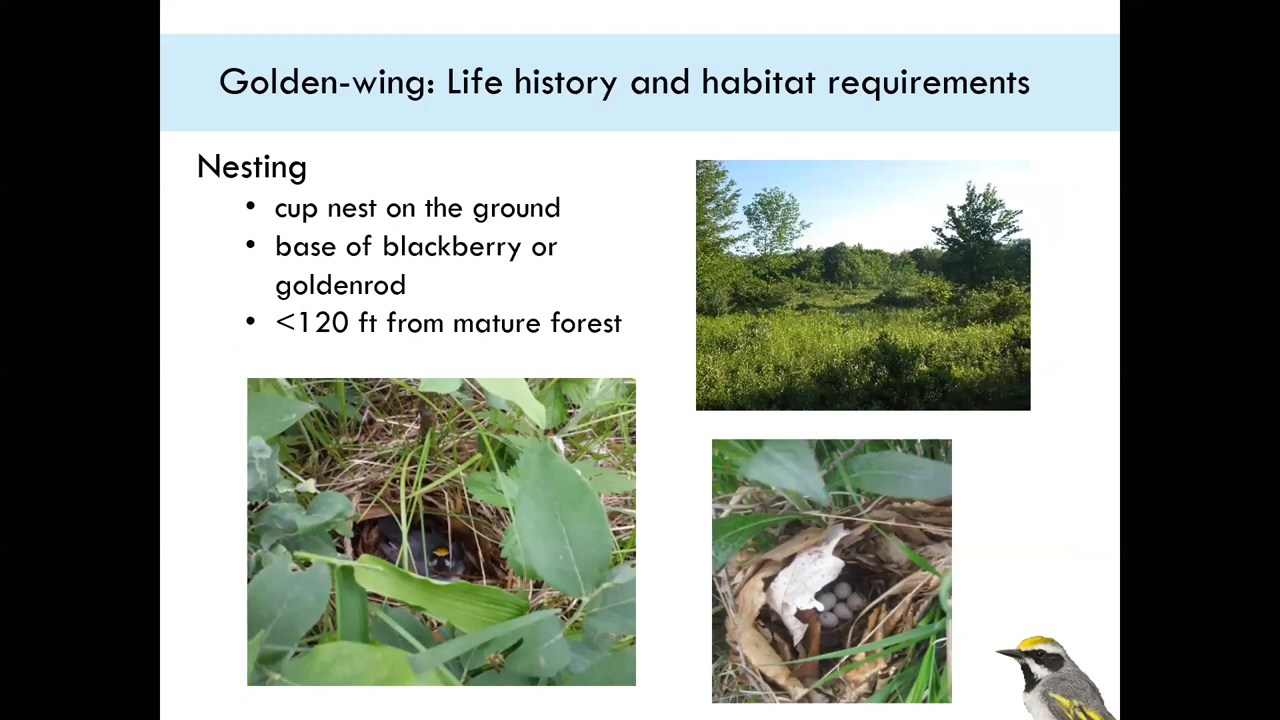 Golden-wing: Life history and habitat requirements
Nesting
• cup nest on the ground
• base of blackberry or
goldenrod
• <120 ft from mature forest